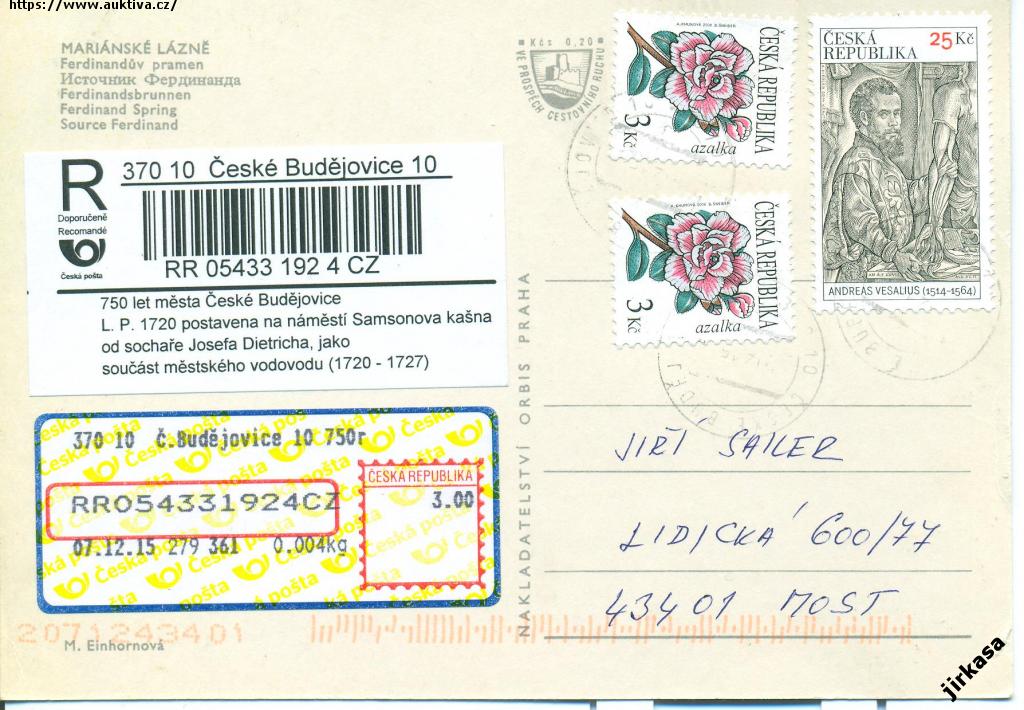 https://www.auktiva.cz/
MARIÁNSKÉ LÁZNĚ
Ferdinandův pramen
Источник Фердинанда
Ferdinandsbrunnen
Ferdinand Spring
Source Ferdinand
Kčs 0,20
VE PROSPĚCH CESTOVNÍHO RUCHU
ČESKÁ REPUBLIKA
3 Kč
azalka
ČESKÁ REPUBLIKA
3 Kč
azalka
ČESKÁ
REPUBLIKA
25 Kč
ANDREAS VESALIUS (1514-1564)
R
Doporučeně
Recomandé
Česká pošta
370 10 České Budějovice 10
RR 05433 192 4 CZ
750 let města České Budějovice
L. P. 1720 postavena na náměstí Samsonova kašna
od sochaře Josefa Dietricha, jako
součást městského vodovodu (1720 - 1727)
370 10 Č.Budějovice 10 750r
ČESKÁ REPUBLIKA
3.00
RR054331924CZ
07.12.15 279 361 0.004kg
Česká pošta
NAKLADATELSTVÍ ORBIS PRAHA
JIŘÍ SAILER
LIDICKÁ 600/77
43401 MOST
2071243401
M. Einhornová
jirkasa